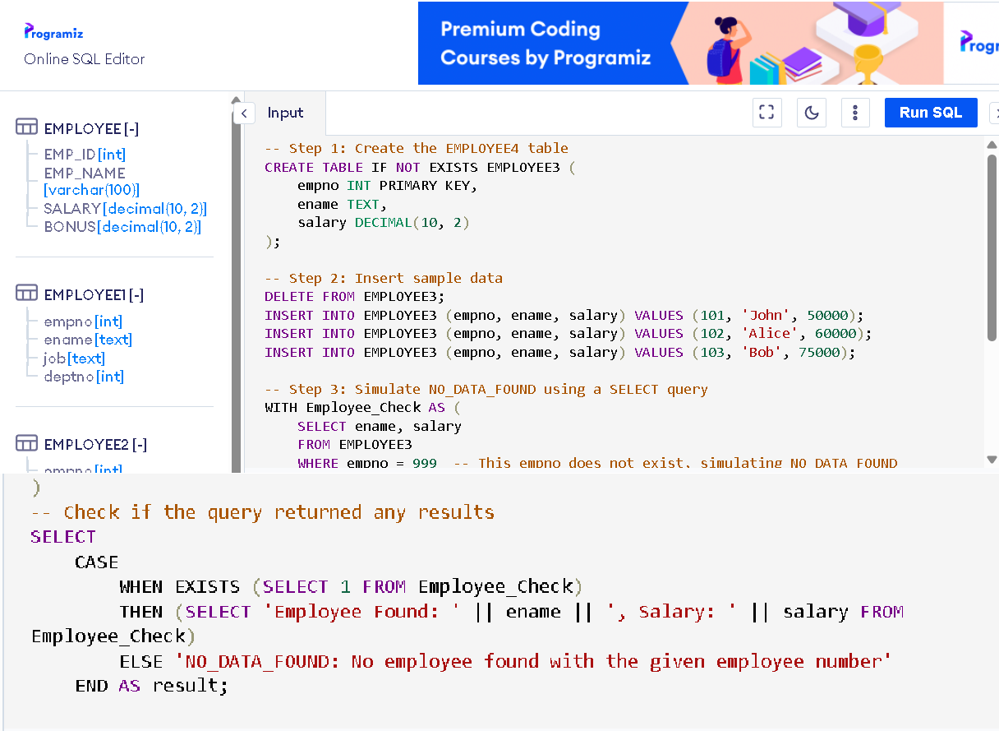 Programiz
Online SQL Editor
Premium Coding
Courses by Programiz
Progr
EMPLOYEE [-]
EMP_ID [int]
EMP_NAME
[varchar(100)]
SALARY [decimal(10, 2)]
BONUS [decimal(10, 2)]
EMPLOYEE1 [-]
empno [int]
ename [text]
job [text]
deptno [int]
EMPLOYEE2 [-]
empno [int]
Input
Run SQL
-- Step 1: Create the EMPLOYEE4 table
CREATE TABLE IF NOT EXISTS EMPLOYEE3 (
    empno INT PRIMARY KEY,
    ename TEXT,
    salary DECIMAL(10, 2)
);
-- Step 2: Insert sample data
DELETE FROM EMPLOYEE3;
INSERT INTO EMPLOYEE3 (empno, ename, salary) VALUES (101, 'John', 50000);
INSERT INTO EMPLOYEE3 (empno, ename, salary) VALUES (102, 'Alice', 60000);
INSERT INTO EMPLOYEE3 (empno, ename, salary) VALUES (103, 'Bob', 75000);
-- Step 3: Simulate NO_DATA_FOUND using a SELECT query
WITH Employee_Check AS (
    SELECT ename, salary
    FROM EMPLOYEE3
    WHERE empno = 999  -- This empno does not exist, simulating NO_DATA_FOUND
)
-- Check if the query returned any results
SELECT
    CASE
        WHEN EXISTS (SELECT 1 FROM Employee_Check)
        THEN (SELECT 'Employee Found: ' || ename || ', Salary: ' || salary FROM
Employee_Check)
        ELSE 'NO_DATA_FOUND: No employee found with the given employee number'
    END AS result;